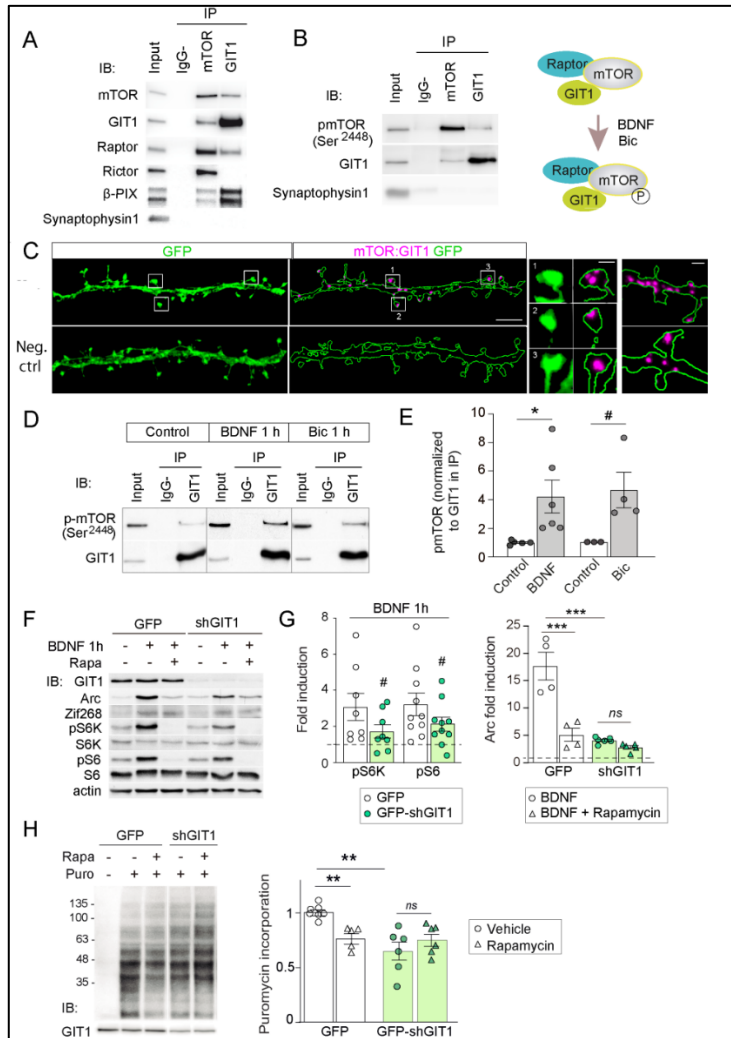 A
IP
IB:
Input
IgG-
mTOR
GIT1
mTOR
GIT1
Raptor
Rictor
β-PIX
Synaptophysin1
B
IP
IB:
Input
IgG-
mTOR
GIT1
pmTOR
(Ser2448)
GIT1
Synaptophysin1
Raptor
mTOR
GIT1
BDNF
Bic
Raptor
mTOR
GIT1
P
C
GFP
mTOR:GIT1 GFP
1
3
2
1
2
3
Neg.
ctrl
D
Control
BDNF 1 h
Bic 1 h
IP
IP
IP
IB:
Input
IgG-
GIT1
Input
IgG-
GIT1
Input
IgG-
GIT1
p-mTOR
(Ser2448)
GIT1
E
pmTOR (normalized
to GIT1 in IP)
10
8
6
4
2
0
*
#
Control
BDNF
Control
Bic
F
GFP shGIT1
BDNF 1h - + + - + +
Rapa + +
IB: GIT1
Arc
Zif268
pS6K
S6K
pS6
S6
actin
G
BDNF 1h
Fold induction
8
6
4
2
0
#
#
pS6K pS6
GFP
GFP-shGIT1
Arc fold induction
25
20
15
10
5
0
***
***
ns
GFP shGIT1
BDNF
BDNF + Rapamycin
H
GFP shGIT1
Rapa - - + - +
Puro - + + + +
135
100
63
48
35
IB:
GIT1
Puromycin incorporation
1
0.5
0
**
**
ns
GFP GFP-shGIT1
Vehicle
Rapamycin